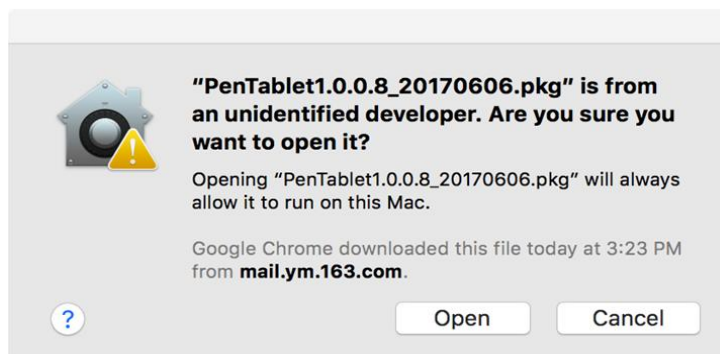 “PenTablet1.0.0.8_20170606.pkg” is from
an unidentified developer. Are you sure you
want to open it?
Opening “PenTablet1.0.0.8_20170606.pkg” will always
allow it to run on this Mac.
Google Chrome downloaded this file today at 3:23 PM
from mail.ym.163.com.
?
Open
Cancel